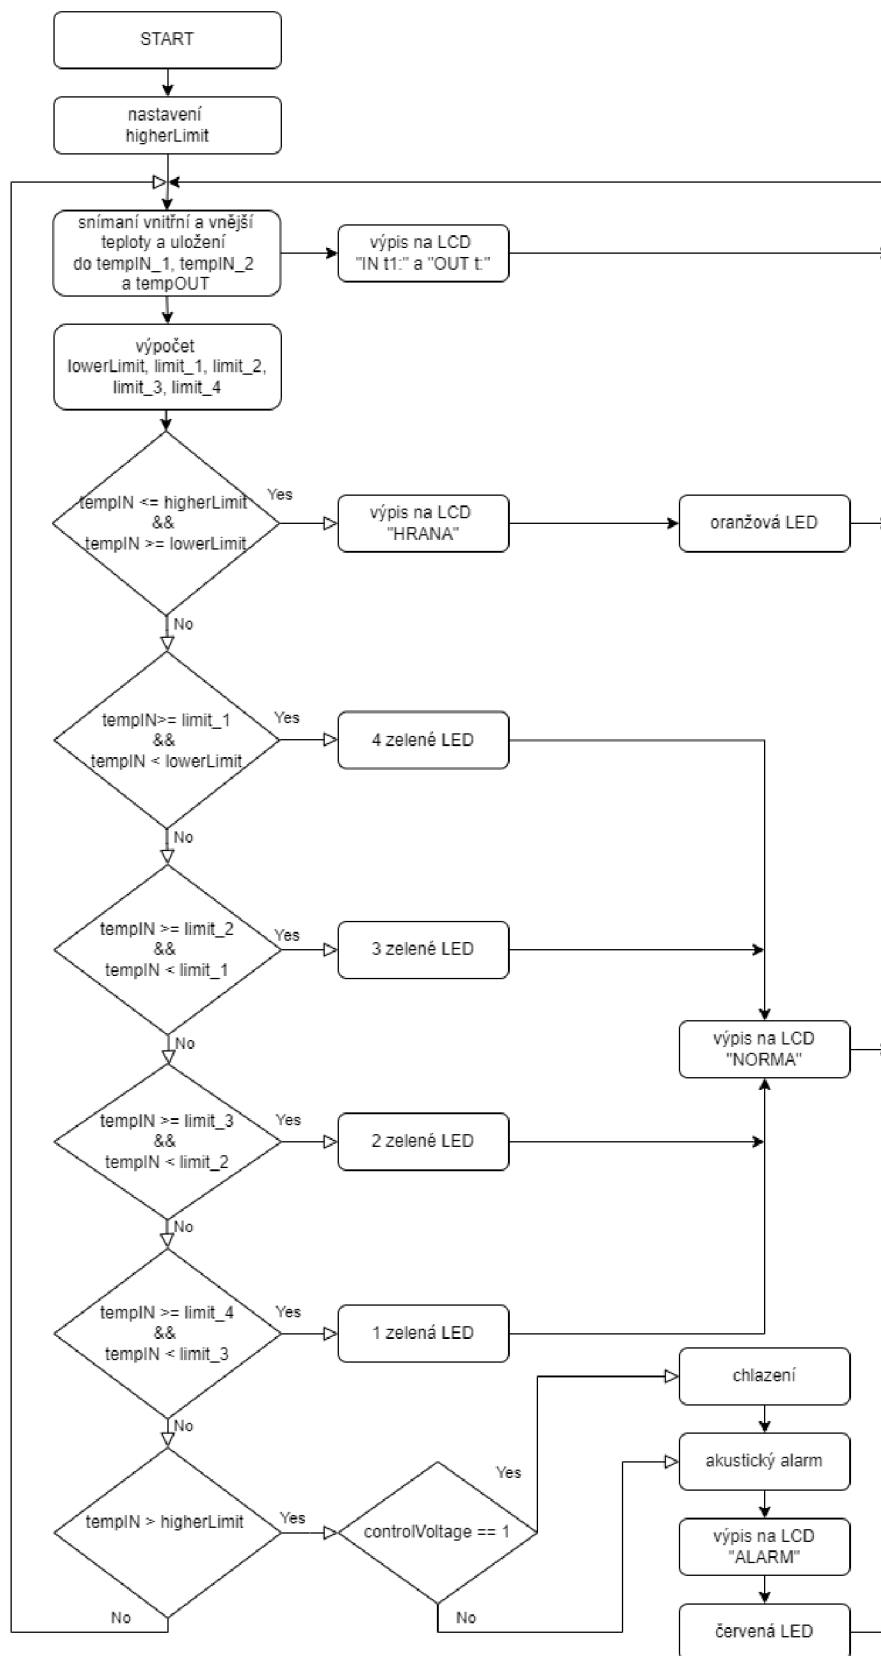 START
nastavení
higherLimit
snímaní vnitřní a vnější
teploty a uložení
do tempIN_1, tempIN_2
a tempOUT
výpis na LCD
"IN t1:" a "OUT t:"
výpočet
lowerLimit, limit_1, limit_2,
limit_3, limit_4
tempIN <= higherLimit
&&
tempIN >= lowerLimit
Yes
výpis na LCD
"HRANA"
oranžová LED
No
tempIN>= limit_1
&&
tempIN < lowerLimit
Yes
4 zelené LED
No
tempIN >= limit_2
&&
tempIN < limit_1
Yes
3 zelené LED
No
výpis na LCD
"NORMA"
tempIN >= limit_3
&&
tempIN < limit_2
Yes
2 zelené LED
No
tempIN >= limit_4
&&
tempIN < limit_3
Yes
1 zelená LED
No
tempIN > higherLimit
Yes
controlVoltage == 1
Yes
chlazení
akustický alarm
výpis na LCD
"ALARM"
No
No
červená LED